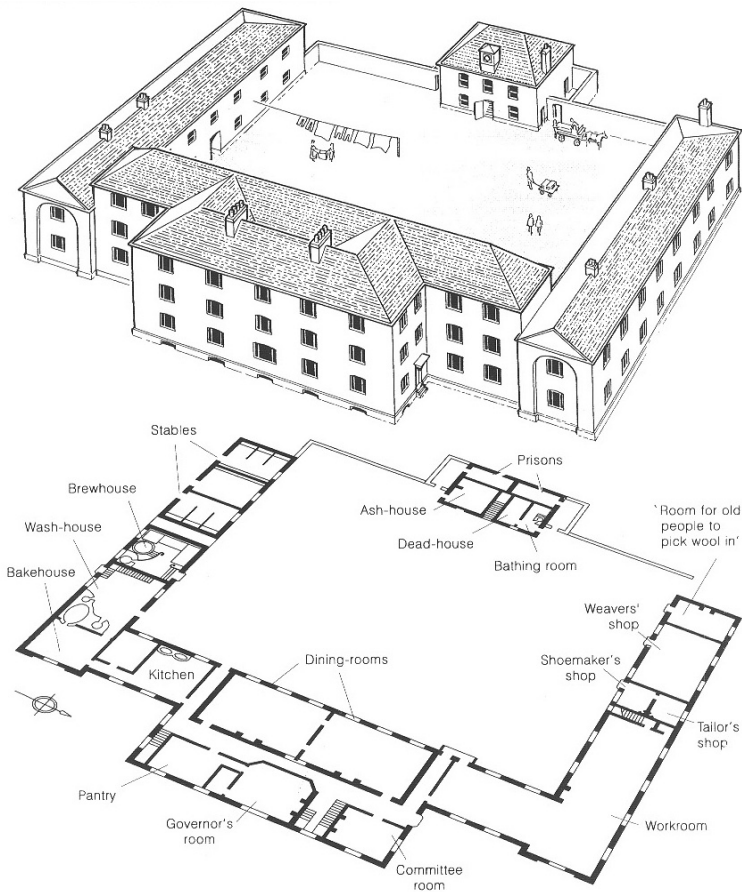 Stables
Prisons
Brewhouse
Ash-house
'Room for old
people to
pick wool in'
Wash-house
Dead-house
Bathing room
Bakehouse
Weavers'
shop
Dining-rooms
Shoemaker's
shop
Kitchen
Tailor's
shop
Pantry
Governor's
room
Workroom
Committee
room